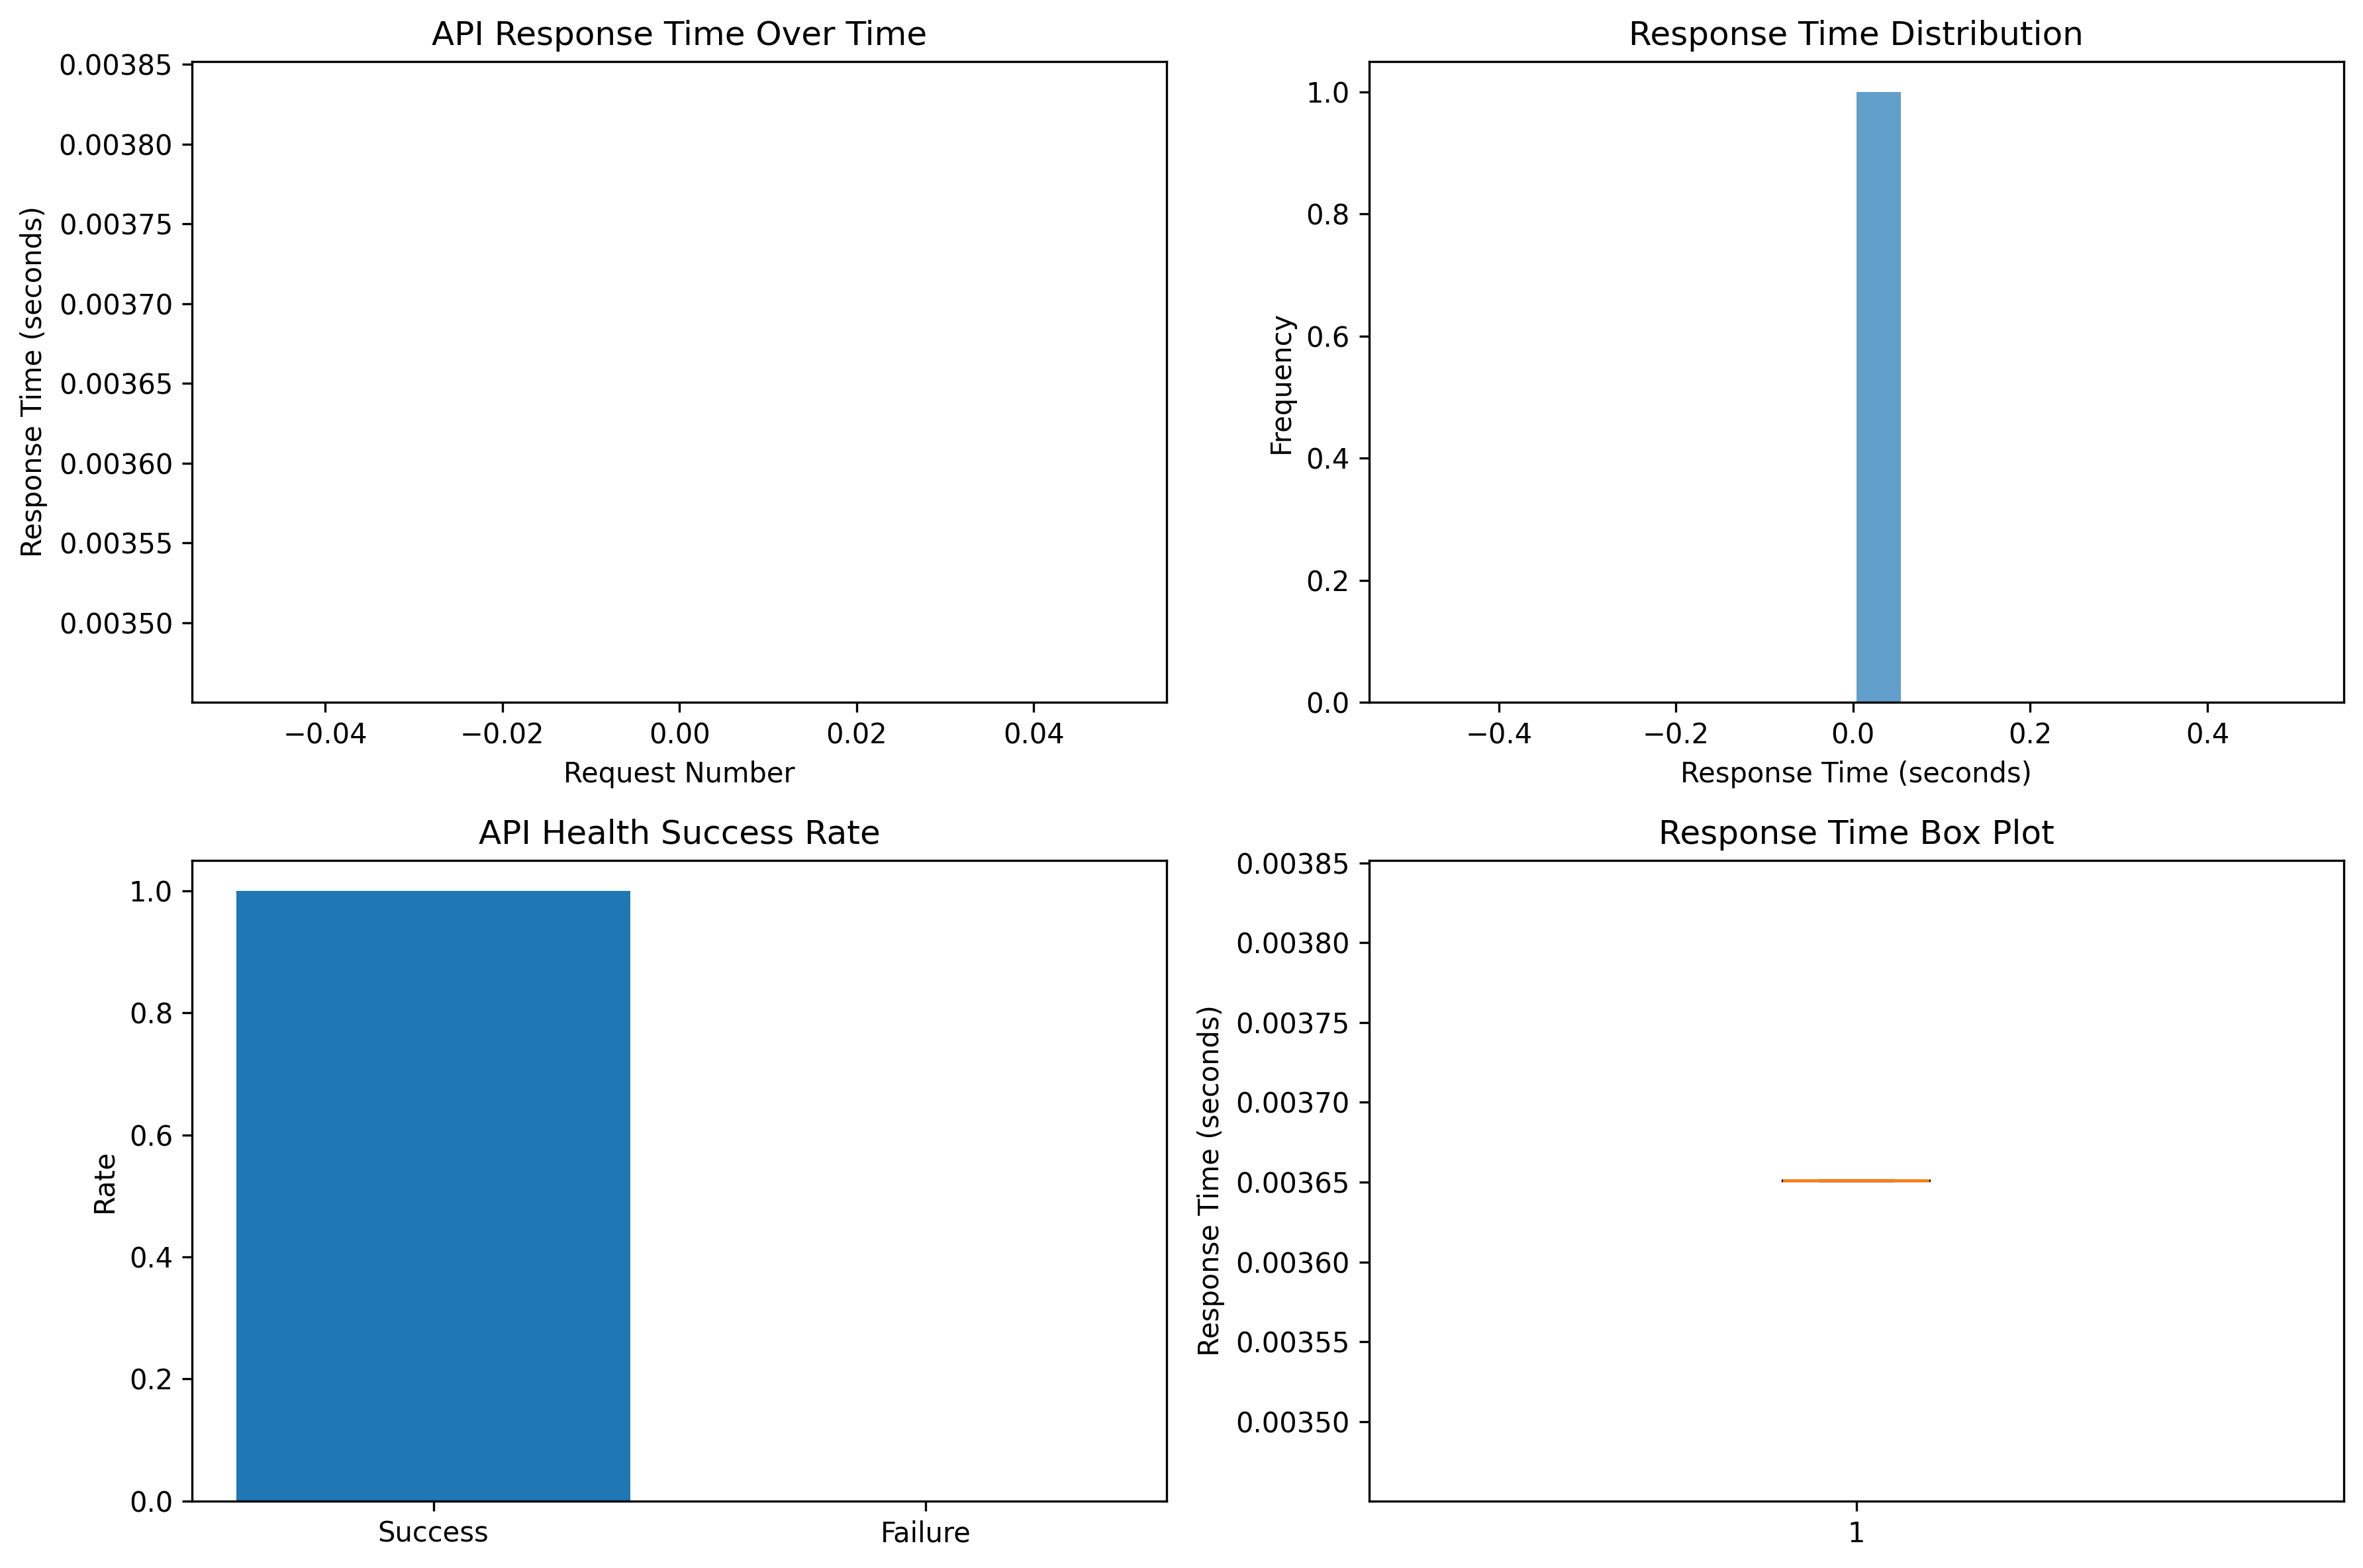 API Response Time Over Time
Response Time (seconds)
0.00385
0.00380
0.00375
0.00370
0.00365
0.00360
0.00355
0.00350
−0.04 −0.02 0.00 0.02 0.04
Request Number
Response Time Distribution
Frequency
1.0
0.8
0.6
0.4
0.2
0.0
−0.4 −0.2 0.0 0.2 0.4
Response Time (seconds)
API Health Success Rate
Rate
1.0
0.8
0.6
0.4
0.2
0.0
Success Failure
Response Time Box Plot
Response Time (seconds)
0.00385
0.00380
0.00375
0.00370
0.00365
0.00360
0.00355
0.00350
1